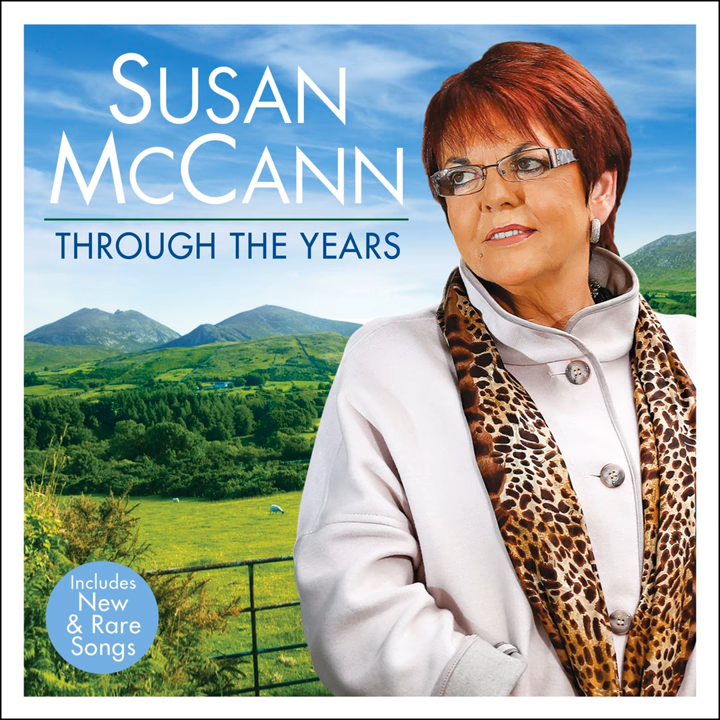 SUSAN
McCANN
THROUGH THE YEARS
Includes
New
& Rare
Songs